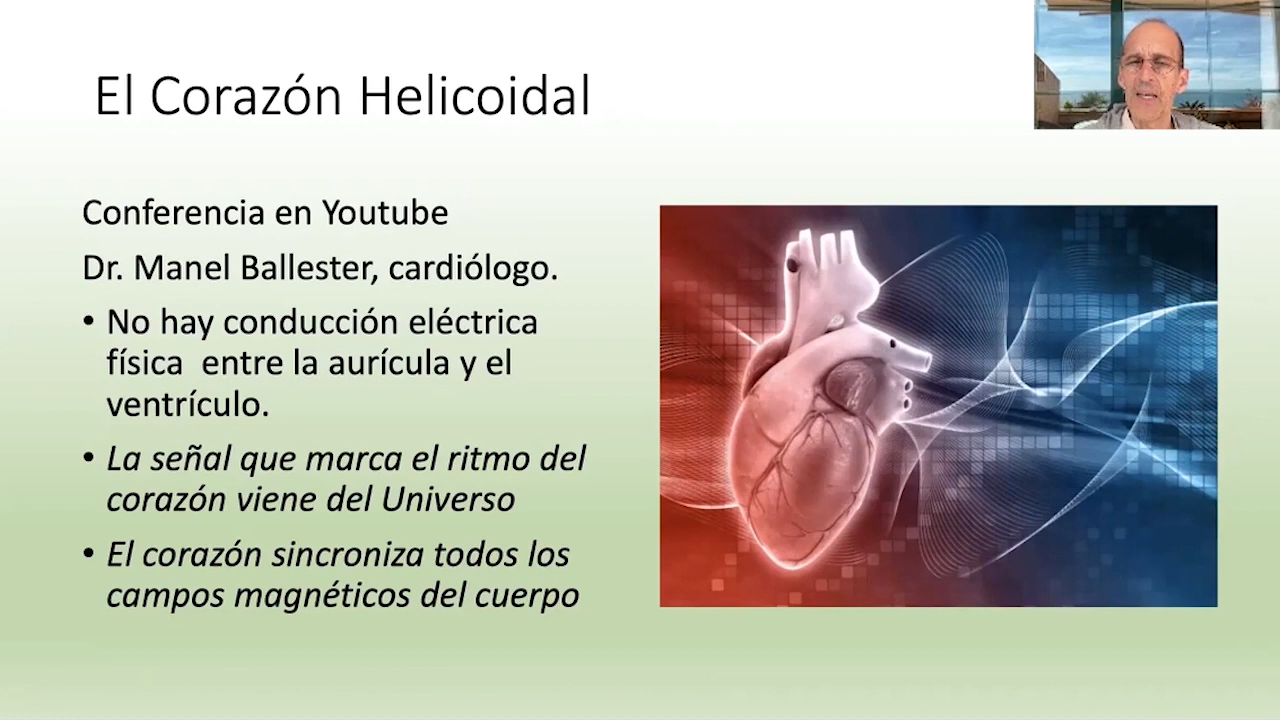 El Corazón Helicoidal
Conferencia en Youtube
Dr. Manel Ballester, cardiólogo.
• No hay conducción eléctrica
física  entre la aurícula y el
ventrículo.
• La señal que marca el ritmo del
corazón viene del Universo
• El corazón sincroniza todos los
campos magnéticos del cuerpo